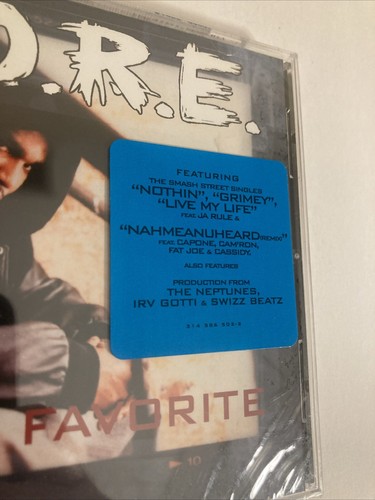 O.R.E.
FEATURING
THE SMASH STREET SINGLES
"NOTHIN", "GRIMEY",
"LIVE MY LIFE"
FEAT. JA RULE &
"NAHMEANUHEARD(REMIX)"
FEAT. CAPONE, CAM'RON,
FAT JOE & CASSIDY.
ALSO FEATURES
PRODUCTION FROM
THE NEPTUNES,
IRV GOTTI & SWIZZ BEATZ
FAVORITE
10